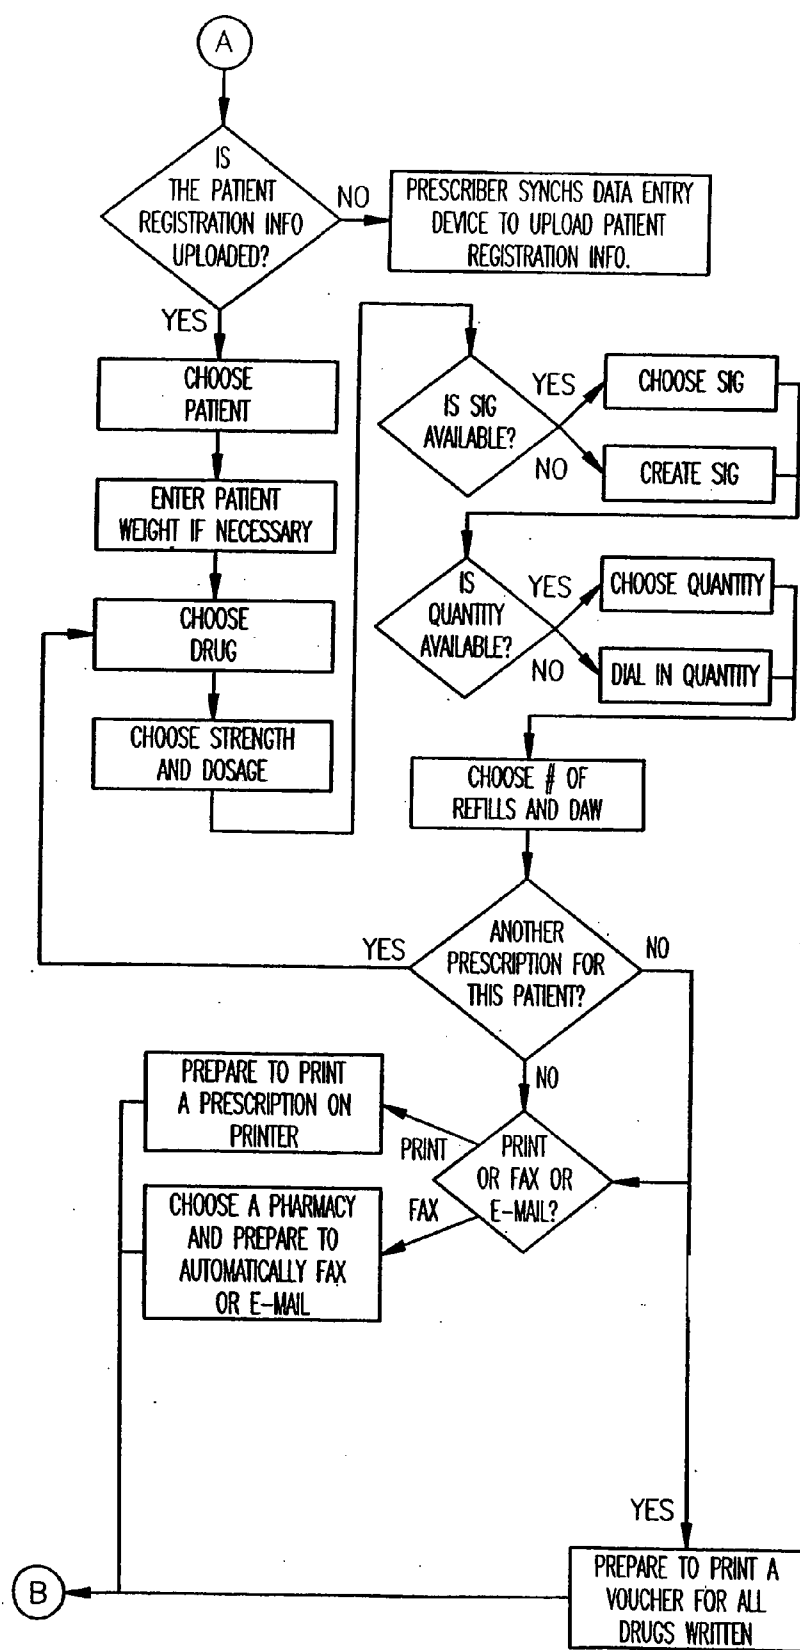 A
IS
THE PATIENT
REGISTRATION INFO
UPLOADED?
NO
PRESCRIBER SYNCHS DATA ENTRY
DEVICE TO UPLOAD PATIENT
REGISTRATION INFO.
YES
CHOOSE
PATIENT
ENTER PATIENT
WEIGHT IF NECESSARY
CHOOSE
DRUG
CHOOSE STRENGTH
AND DOSAGE
IS SIG
AVAILABLE?
YES
CHOOSE SIG
NO
CREATE SIG
IS
QUANTITY
AVAILABLE?
YES
CHOOSE QUANTITY
NO
DIAL IN QUANTITY
CHOOSE # OF
REFILLS AND DAW
ANOTHER
PRESCRIPTION FOR
THIS PATIENT?
YES
NO
NO
PRINT
OR FAX OR
E-MAIL?
PRINT
PREPARE TO PRINT
A PRESCRIPTION ON
PRINTER
FAX
CHOOSE A PHARMACY
AND PREPARE TO
AUTOMATICALLY FAX
OR E-MAIL
YES
PREPARE TO PRINT A
VOUCHER FOR ALL
DRUGS WRITTEN
B